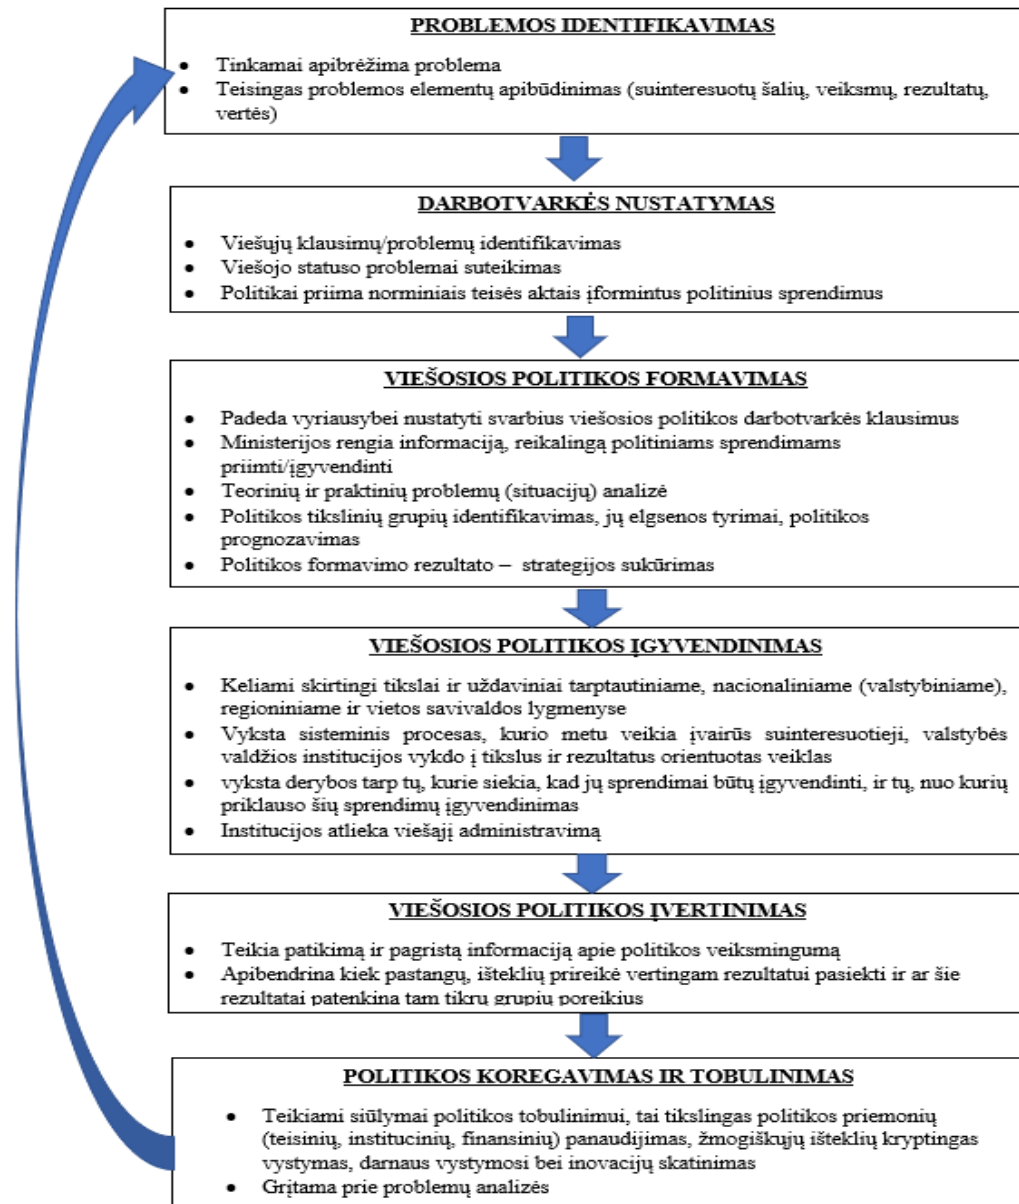 PROBLEMOS IDENTIFIKAVIMAS
• Tinkamai apibrėžima problema
• Teisingas problemos elementų apibūdinimas (suinteresuotų šalių, veiksmų, rezultatų,
vertės)
DARBOTVARKĖS NUSTATYMAS
• Viešųjų klausimų/problemų identifikavimas
• Viešojo statuso problemai suteikimas
• Politikai priima norminiais teisės aktais įformintus politinius sprendimus
VIEŠOSIOS POLITIKOS FORMAVIMAS
• Padeda vyriausybei nustatyti svarbius viešosios politikos darbotvarkės klausimus
• Ministerijos rengia informaciją, reikalingą politiniams sprendimams
priimti/įgyvendinti
• Teorinių ir praktinių problemų (situacijų) analizė
• Politikos tikslinių grupių identifikavimas, jų elgsenos tyrimai, politikos
prognozavimas
• Politikos formavimo rezultato – strategijos sukūrimas
VIEŠOSIOS POLITIKOS ĮGYVENDINIMAS
• Keliami skirtingi tikslai ir uždaviniai tarptautiniame, nacionaliniame (valstybiniame),
regioniniame ir vietos savivaldos lygmenyse
• Vyksta sisteminis procesas, kurio metu veikia įvairūs suinteresuotieji, valstybės
valdžios institucijos vykdo į tikslus ir rezultatus orientuotas veiklas
• vyksta derybos tarp tų, kurie siekia, kad jų sprendimai būtų įgyvendinti, ir tų, nuo kurių
priklauso šių sprendimų įgyvendinimas
• Institucijos atlieka viešąjį administravimą
VIEŠOSIOS POLITIKOS ĮVERTINIMAS
• Teikia patikimą ir pagristą informaciją apie politikos veiksmingumą
• Apibendrina kiek pastangų, išteklių prireikė vertingam rezultatui pasiekti ir ar šie
rezultatai patenkina tam tikrų grupių poreikius
POLITIKOS KOREGAVIMAS IR TOBULINIMAS
• Teikiami siūlymai politikos tobulinimui, tai tikslingas politikos priemonių
(teisinių, institucinių, finansinių) panaudijimas, žmogiškųjų išteklių kryptingas
vystymas, darnaus vystymosi bei inovacijų skatinimas
• Grįtama prie problemų analizės